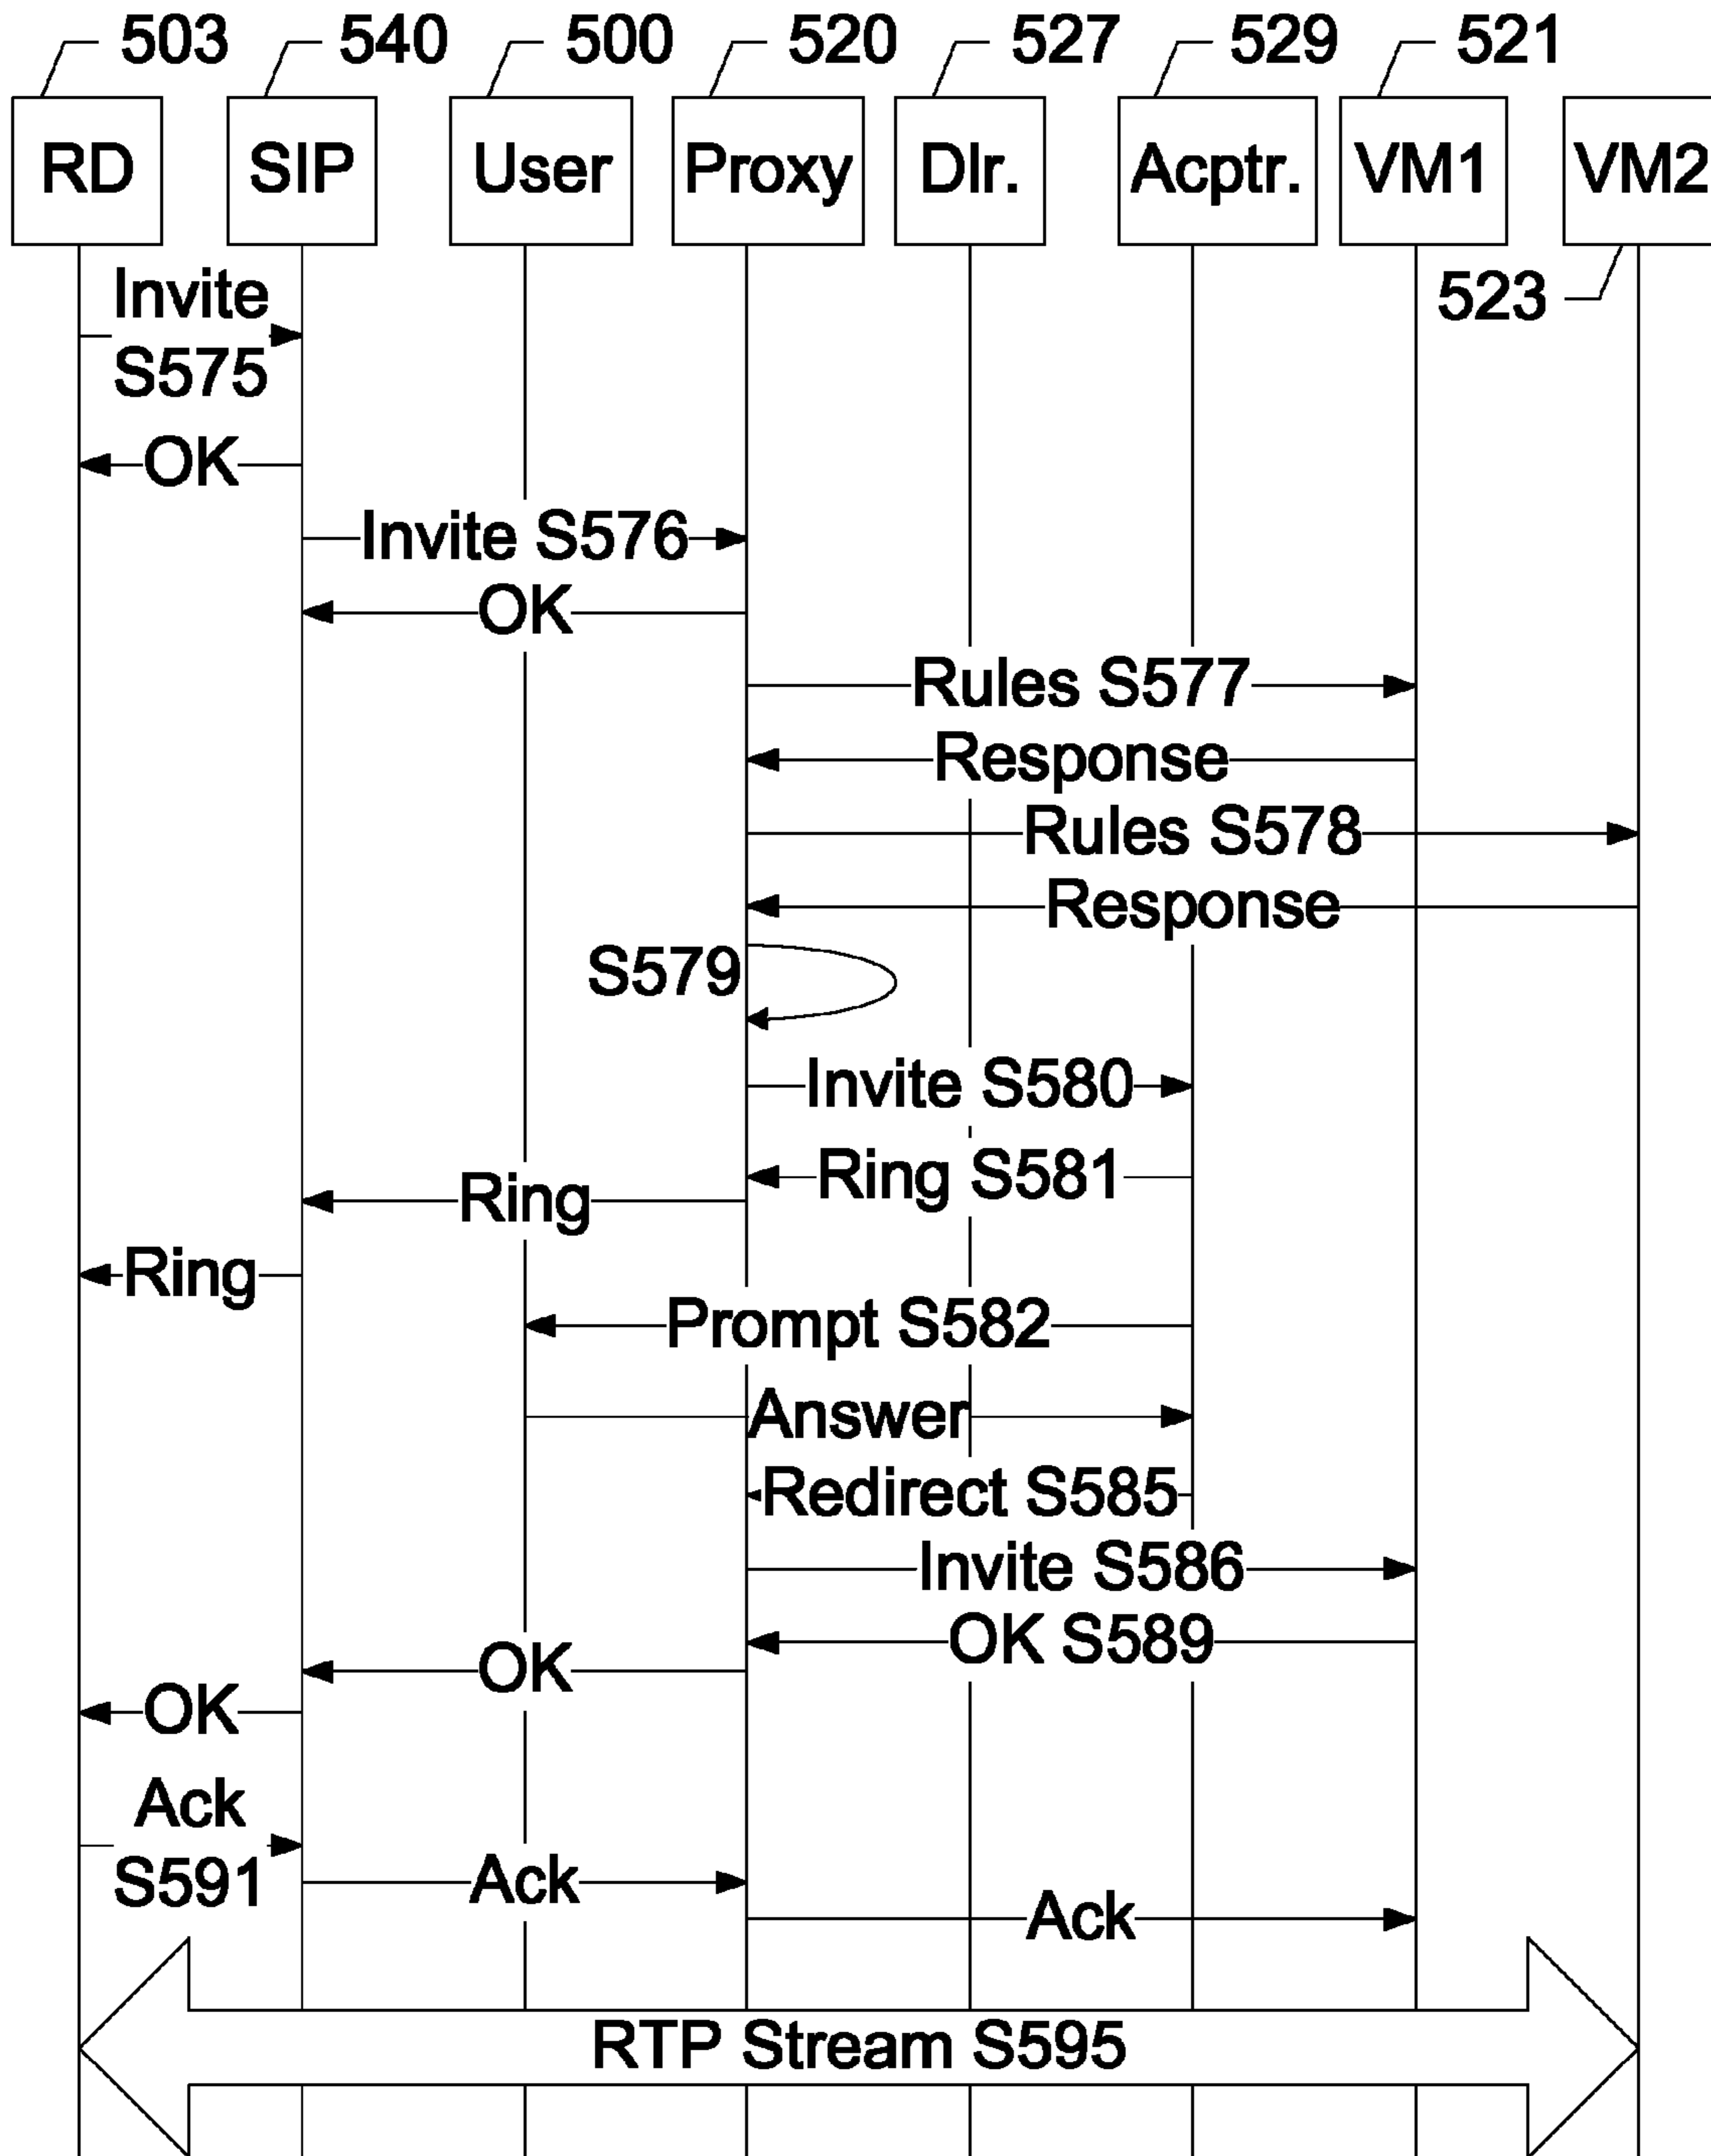 503 540 500 520 527 529 521
RD SIP User Proxy Dlr. Acptr. VM1 VM2
523
Invite
S575
OK
Invite S576
OK
Rules S577
Response
Rules S578
Response
S579
Invite S580
Ring S581
Ring
Ring
Prompt S582
Answer
Redirect S585
Invite S586
OK S589
OK
OK
Ack
S591
Ack
Ack
RTP Stream S595